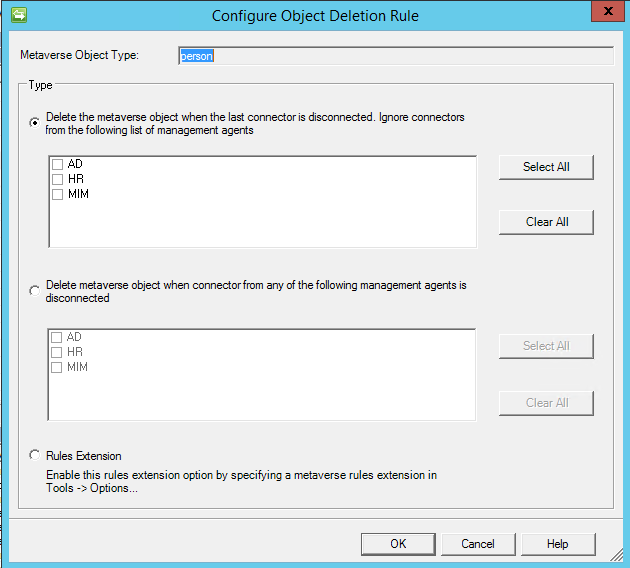 Configure Object Deletion Rule
x
Metaverse Object Type:
person
Type
Delete the metaverse object when the last connector is disconnected. Ignore connectors
from the following list of management agents
AD
HR
MIM
Select All
Clear All
Delete metaverse object when connector from any of the following management agents is
disconnected
AD
HR
MIM
Select All
Clear All
Rules Extension
Enable this rules extension option by specifying a metaverse rules extension in
Tools -> Options...
OK
Cancel
Help